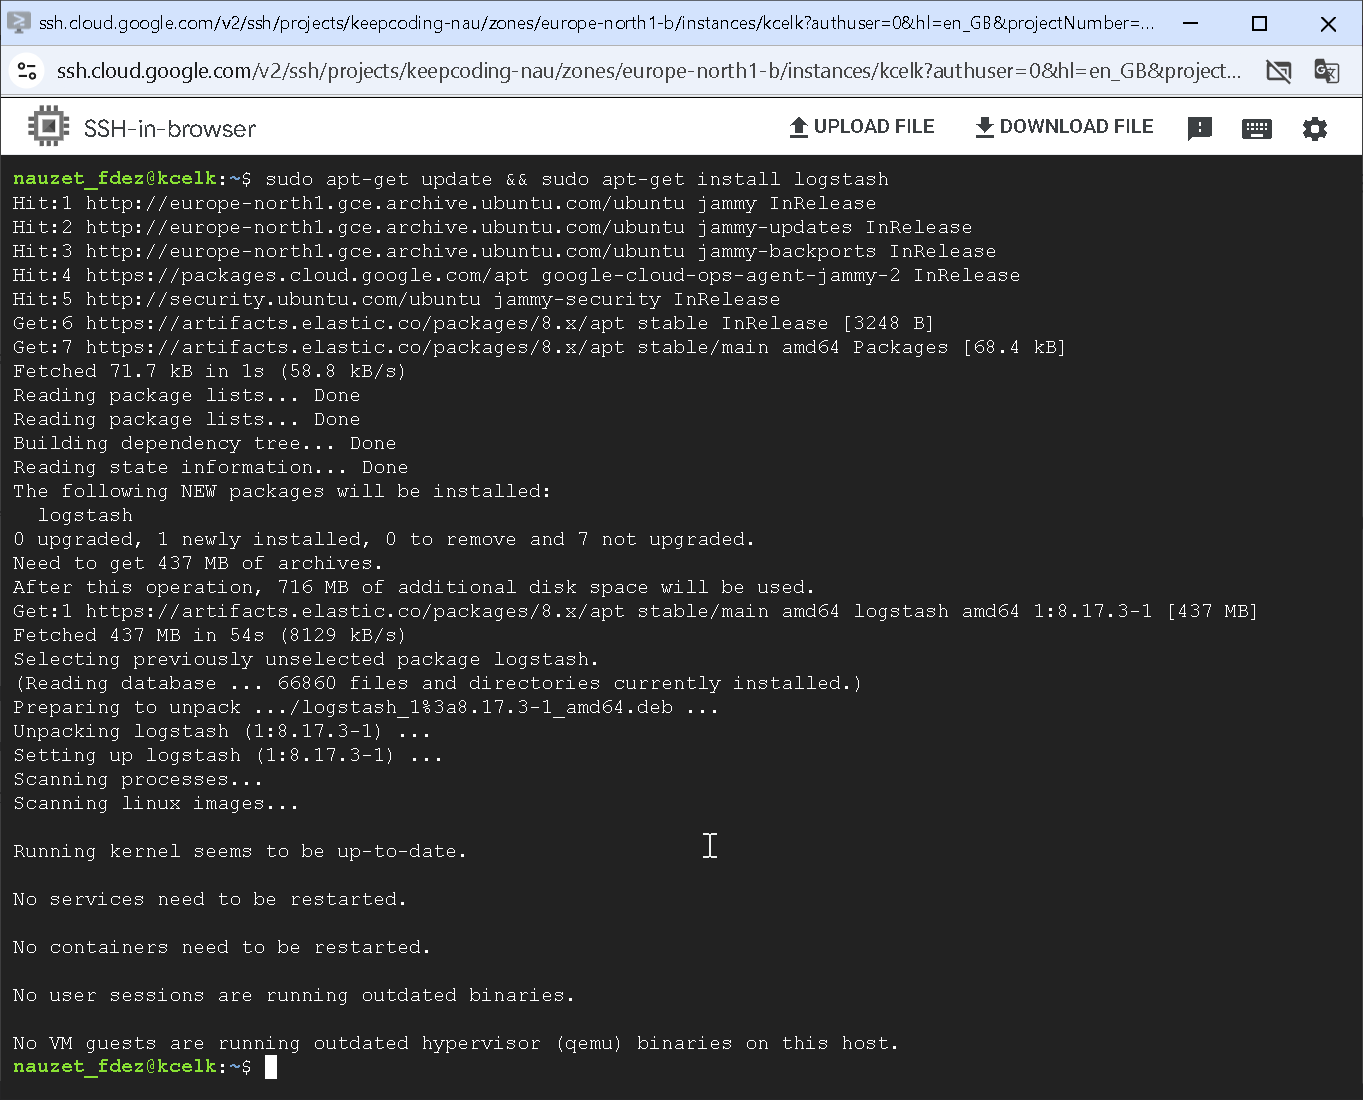 ssh.cloud.google.com/v2/ssh/projects/keepcoding-nau/zones/europe-north1-b/instances/kcelk?authuser=0&hl=en_GB&projectNumber=...
ssh.cloud.google.com/v2/ssh/projects/keepcoding-nau/zones/europe-north1-b/instances/kcelk?authuser=0&hl=en_GB&project...
SSH-in-browser UPLOAD FILE DOWNLOAD FILE
nauzet_fdez@kcelk:~$ sudo apt-get update && sudo apt-get install logstash
Hit:1 http://europe-north1.gce.archive.ubuntu.com/ubuntu jammy InRelease
Hit:2 http://europe-north1.gce.archive.ubuntu.com/ubuntu jammy-updates InRelease
Hit:3 http://europe-north1.gce.archive.ubuntu.com/ubuntu jammy-backports InRelease
Hit:4 https://packages.cloud.google.com/apt google-cloud-ops-agent-jammy-2 InRelease
Hit:5 http://security.ubuntu.com/ubuntu jammy-security InRelease
Get:6 https://artifacts.elastic.co/packages/8.x/apt stable InRelease [3248 B]
Get:7 https://artifacts.elastic.co/packages/8.x/apt stable/main amd64 Packages [68.4 kB]
Fetched 71.7 kB in 1s (58.8 kB/s)
Reading package lists... Done
Reading package lists... Done
Building dependency tree... Done
Reading state information... Done
The following NEW packages will be installed:
  logstash
0 upgraded, 1 newly installed, 0 to remove and 7 not upgraded.
Need to get 437 MB of archives.
After this operation, 716 MB of additional disk space will be used.
Get:1 https://artifacts.elastic.co/packages/8.x/apt stable/main amd64 logstash amd64 1:8.17.3-1 [437 MB]
Fetched 437 MB in 54s (8129 kB/s)
Selecting previously unselected package logstash.
(Reading database ... 66860 files and directories currently installed.)
Preparing to unpack .../logstash_1%3a8.17.3-1_amd64.deb ...
Unpacking logstash (1:8.17.3-1) ...
Setting up logstash (1:8.17.3-1) ...
Scanning processes...
Scanning linux images...
Running kernel seems to be up-to-date.
No services need to be restarted.
No containers need to be restarted.
No user sessions are running outdated binaries.
No VM guests are running outdated hypervisor (qemu) binaries on this host.
nauzet_fdez@kcelk:~$